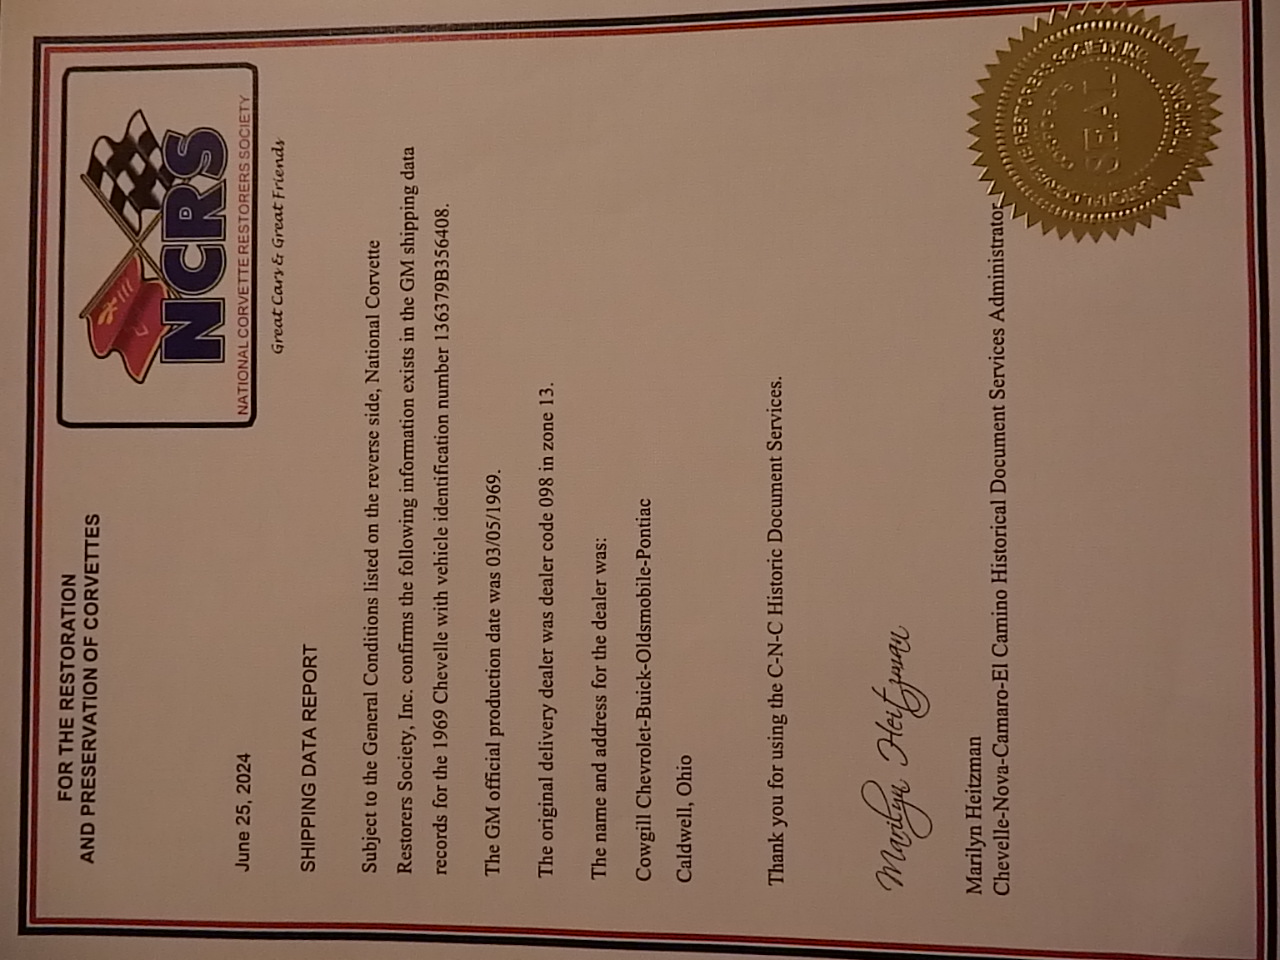 FOR THE RESTORATION
AND PRESERVATION OF CORVETTES
NCRS
NATIONAL CORVETTE RESTORERS SOCIETY
Great Cars & Great Friends
June 25, 2024
SHIPPING DATA REPORT
Subject to the General Conditions listed on the reverse side, National Corvette
Restorers Society, Inc. confirms the following information exists in the GM shipping data
records for the 1969 Chevelle with vehicle identification number 136379B356408.
The GM official production date was 03/05/1969.
The original delivery dealer was dealer code 098 in zone 13.
The name and address for the dealer was:
Cowgill Chevrolet-Buick-Oldsmobile-Pontiac
Caldwell, Ohio
Thank you for using the C-N-C Historic Document Services.
Marilyn Heitzman
Marilyn Heitzman
Chevelle-Nova-Camaro-El Camino Historical Document Services Administrator
RESTORERS SOCIETY INC.
SEAL